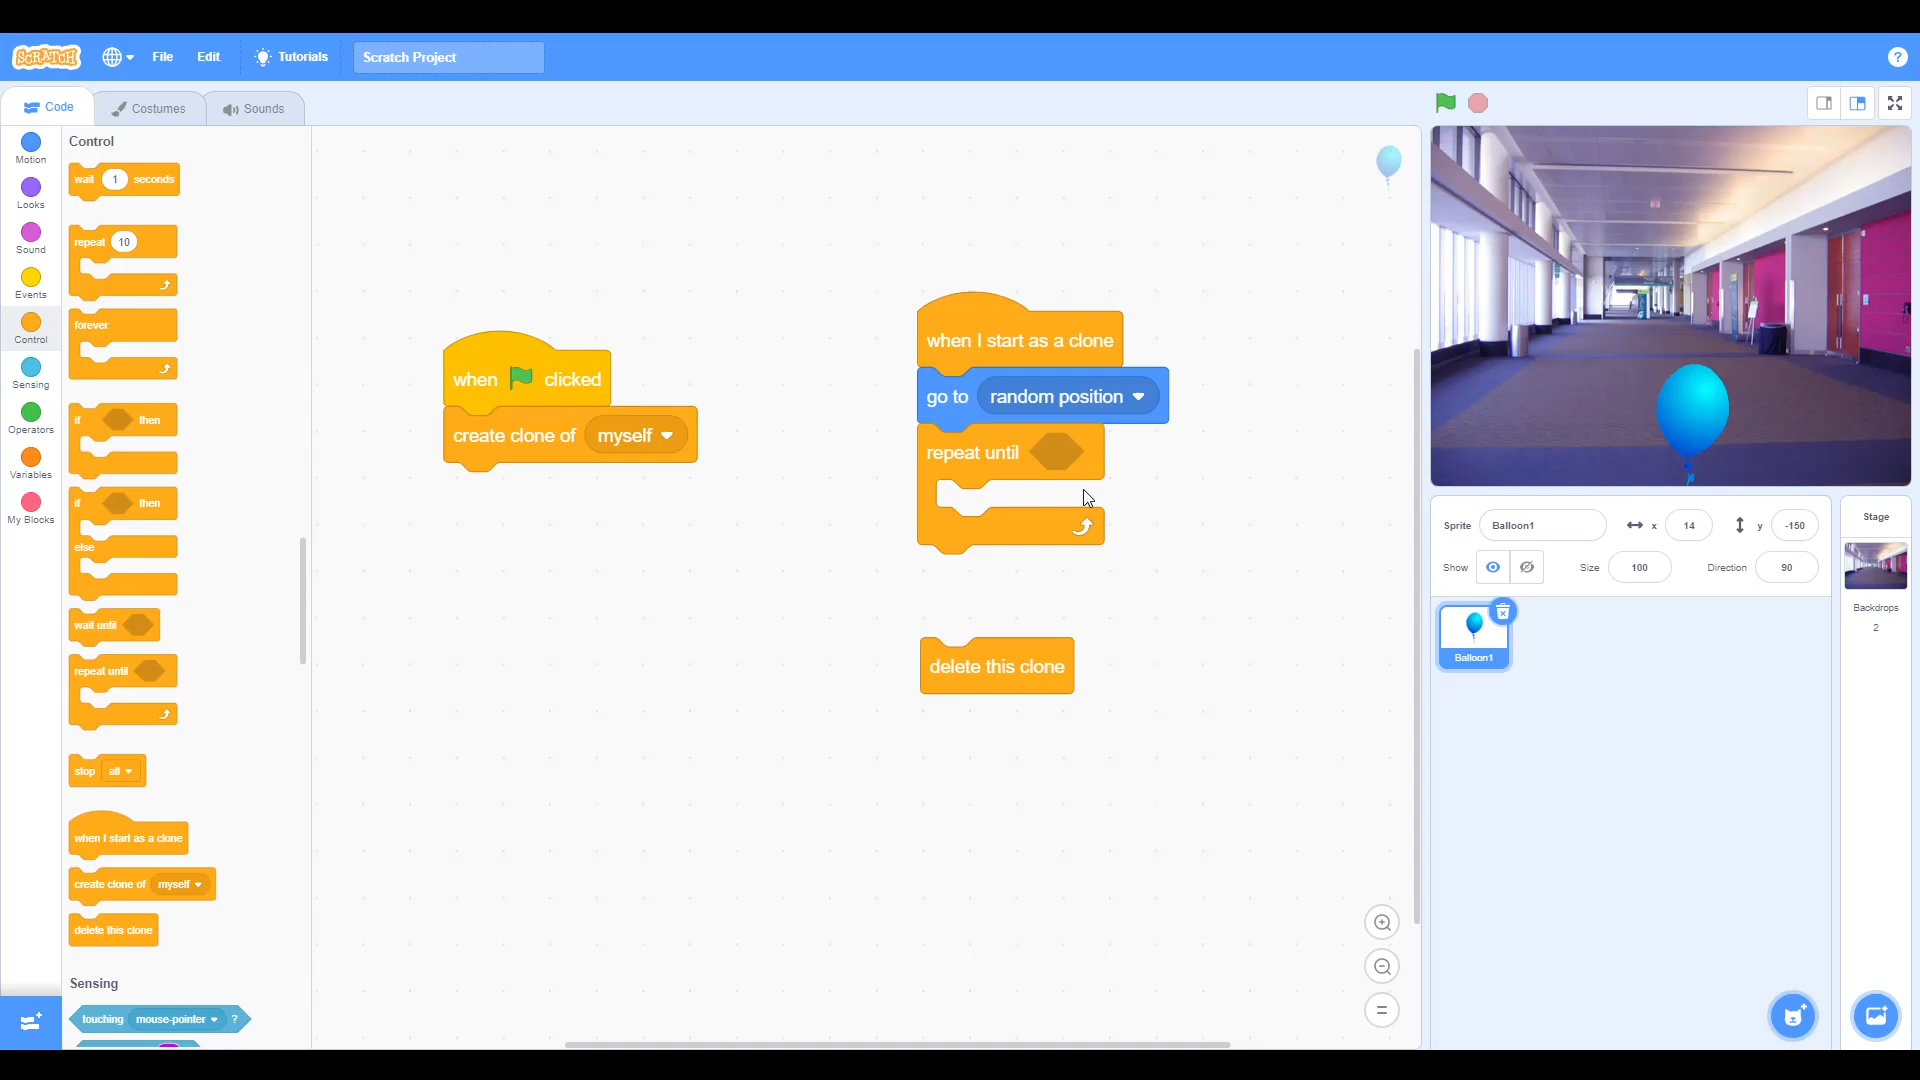 SCRATCH
File
Edit
Tutorials
Scratch Project
?
Code
Costumes
Sounds
Motion
Looks
Sound
Events
Control
Sensing
Operators
Variables
My Blocks
Control
wait 1 seconds
repeat 10
forever
if then
if then
else
wait until
repeat until
stop all
when I start as a clone
create clone of myself
delete this clone
Sensing
touching mouse-pointer ?
when clicked
create clone of myself
when I start as a clone
go to random position
repeat until
delete this clone
Sprite Balloon1 x 14 y -150
Show Size 100 Direction 90
Balloon1
Stage
Backdrops
2